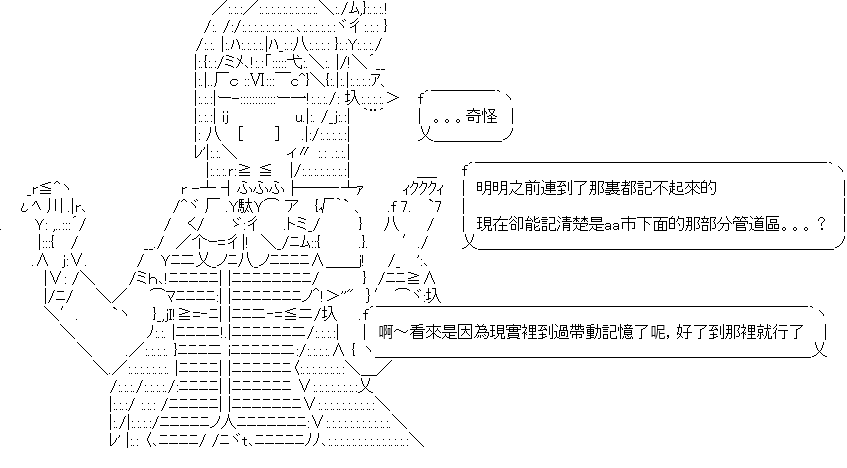 。。。奇怪
明明之前連到了那裏都記不起來的
現在卻能記清楚是aa市下面的那部分管道區。。。?
啊～看來是因為現實裡到過帶動記憶了呢,好了到那裡就行了